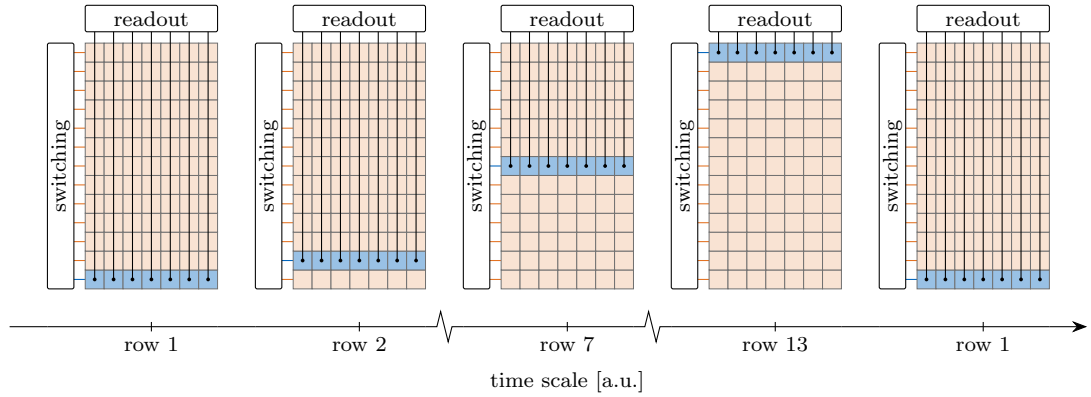 readout
readout
readout
readout
readout
switching
switching
switching
switching
switching
row 1
row 2
row 7
row 13
row 1
time scale [a.u.]